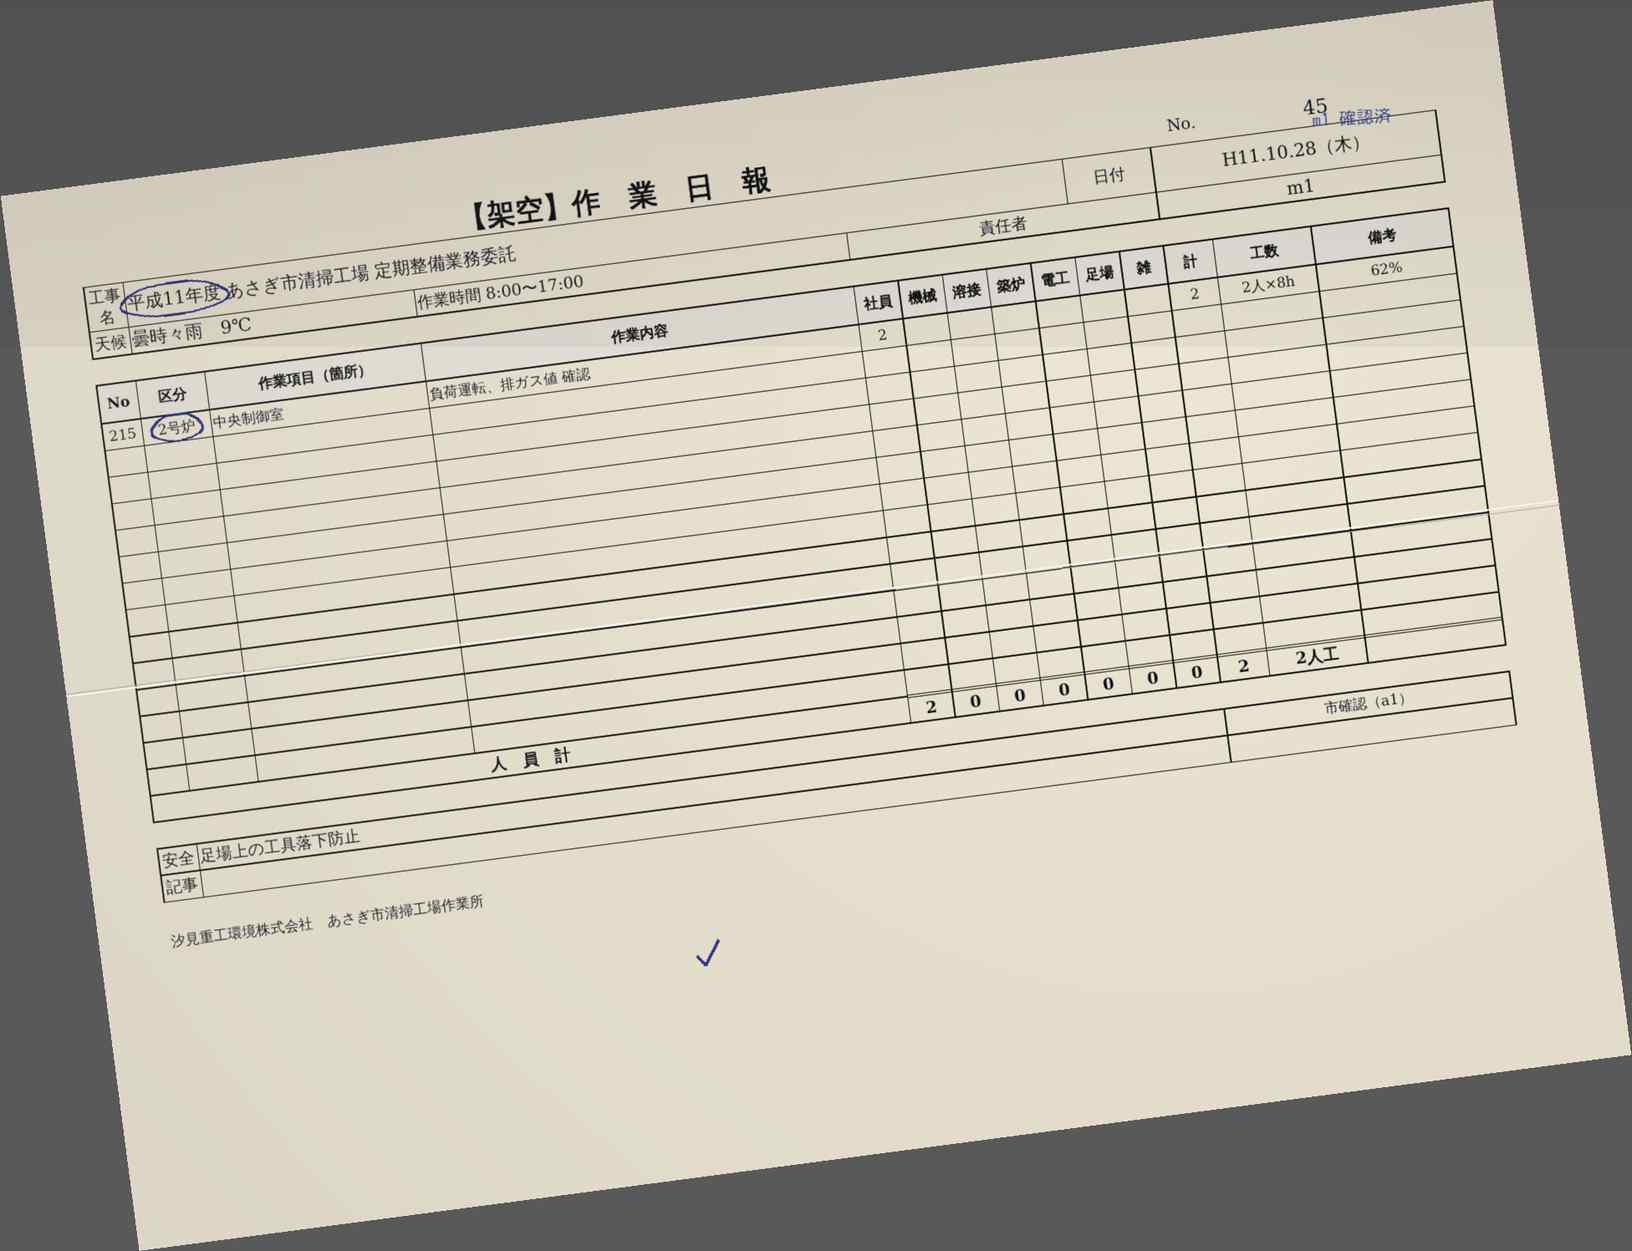 No. 45
m1 確認済
【架空】作 業 日 報
工事名 平成11年度 あさぎ市清掃工場 定期整備業務委託 日付 H11.10.28（木）
天候 曇時々雨 9℃ 作業時間 8:00〜17:00 責任者 m1
No 区分 作業項目（箇所） 作業内容 社員 機械 溶接 築炉 電工 足場 雑 計 工数 備考
215 2号炉 中央制御室 負荷運転、排ガス値 確認 2 2 2人×8h 62%
人 員 計 2 0 0 0 0 0 0 2 2人工
安全 足場上の工具落下防止 市確認（a1）
記事
汐見重工環境株式会社 あさぎ市清掃工場作業所